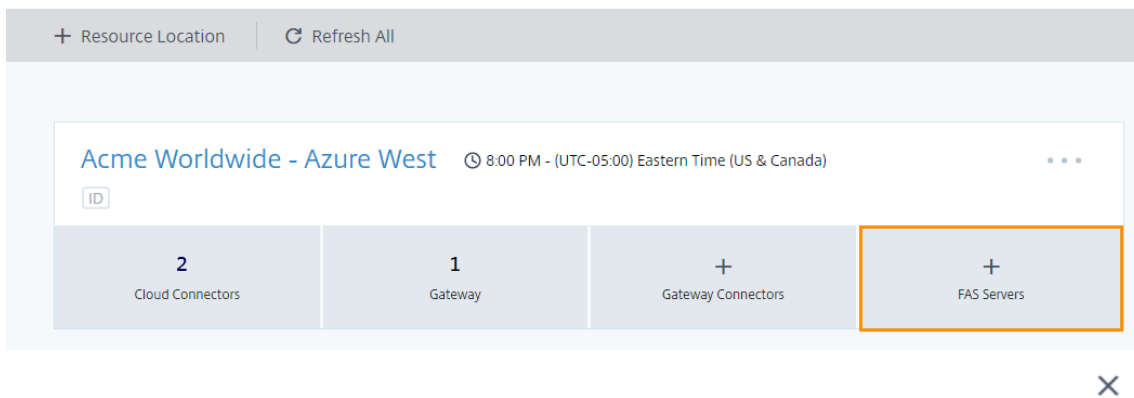 + Resource Location Refresh All
Acme Worldwide - Azure West 8:00 PM - (UTC-05:00) Eastern Time (US & Canada)
ID
2 1 + +
Cloud Connectors Gateway Gateway Connectors FAS Servers